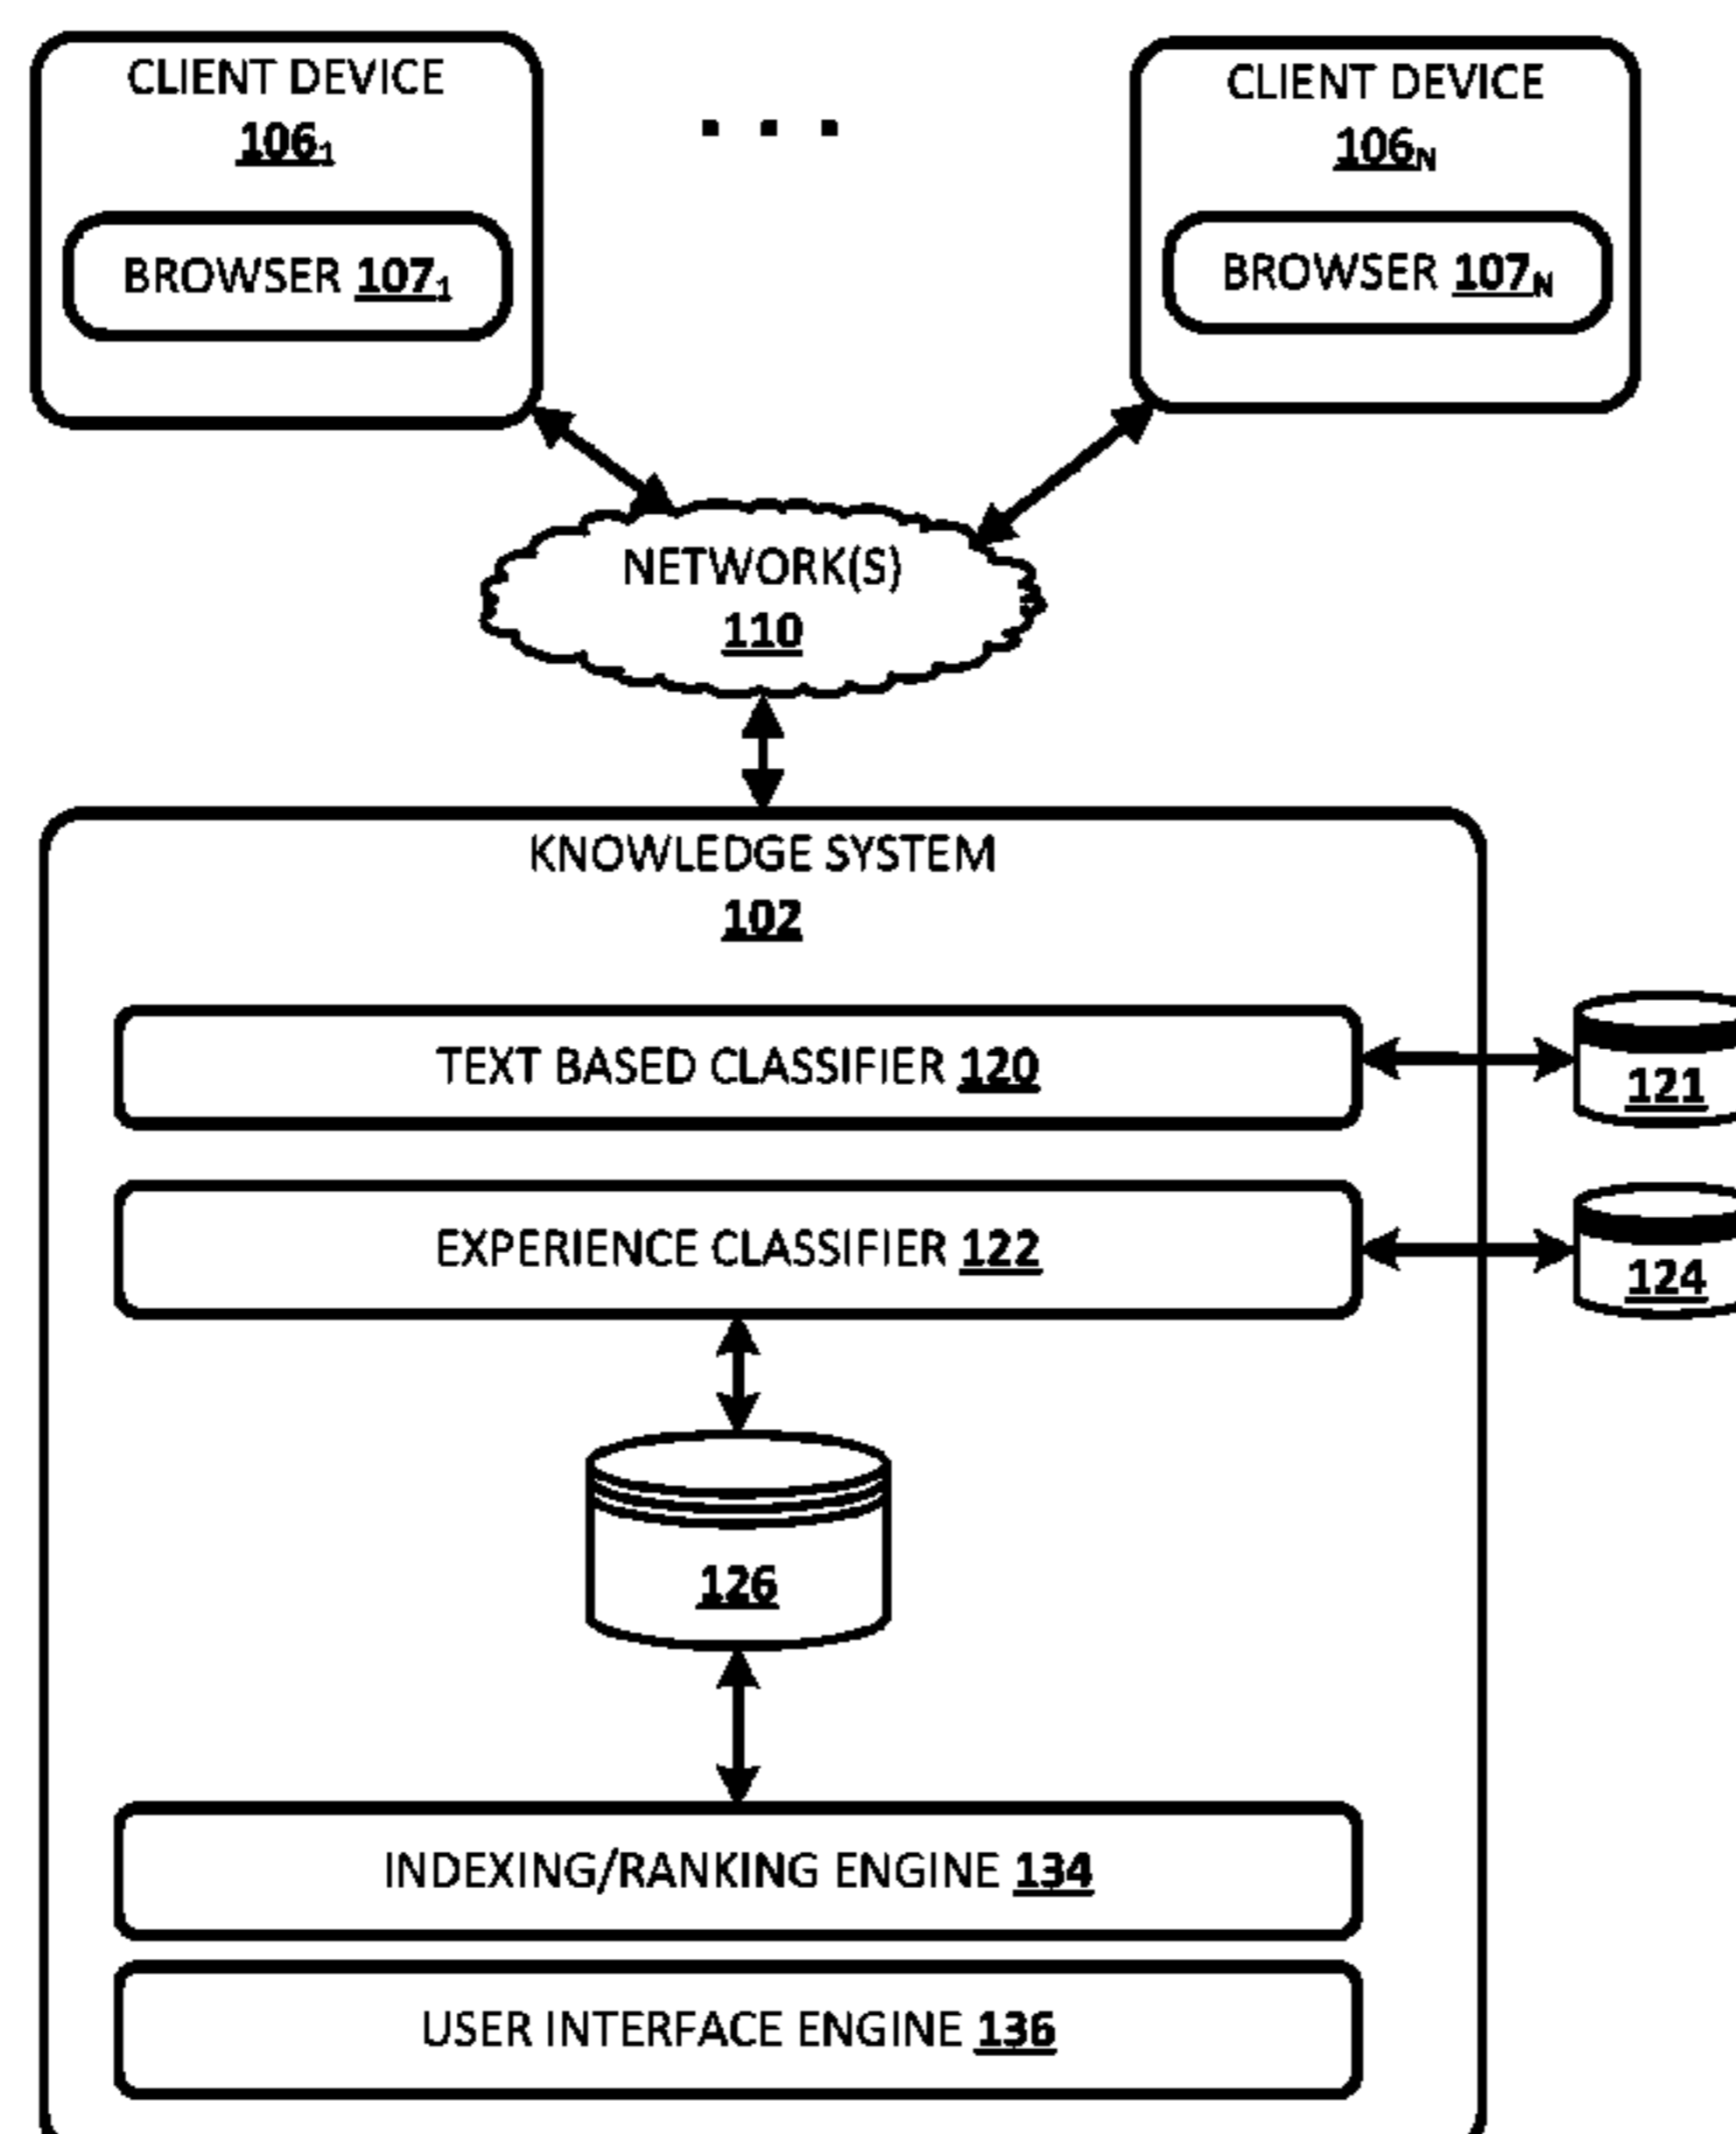 CLIENT DEVICE
106₁
BROWSER 107₁
. . .
CLIENT DEVICE
106N
BROWSER 107N
NETWORK(S)
110
KNOWLEDGE SYSTEM
102
TEXT BASED CLASSIFIER 120
121
EXPERIENCE CLASSIFIER 122
124
126
INDEXING/RANKING ENGINE 134
USER INTERFACE ENGINE 136